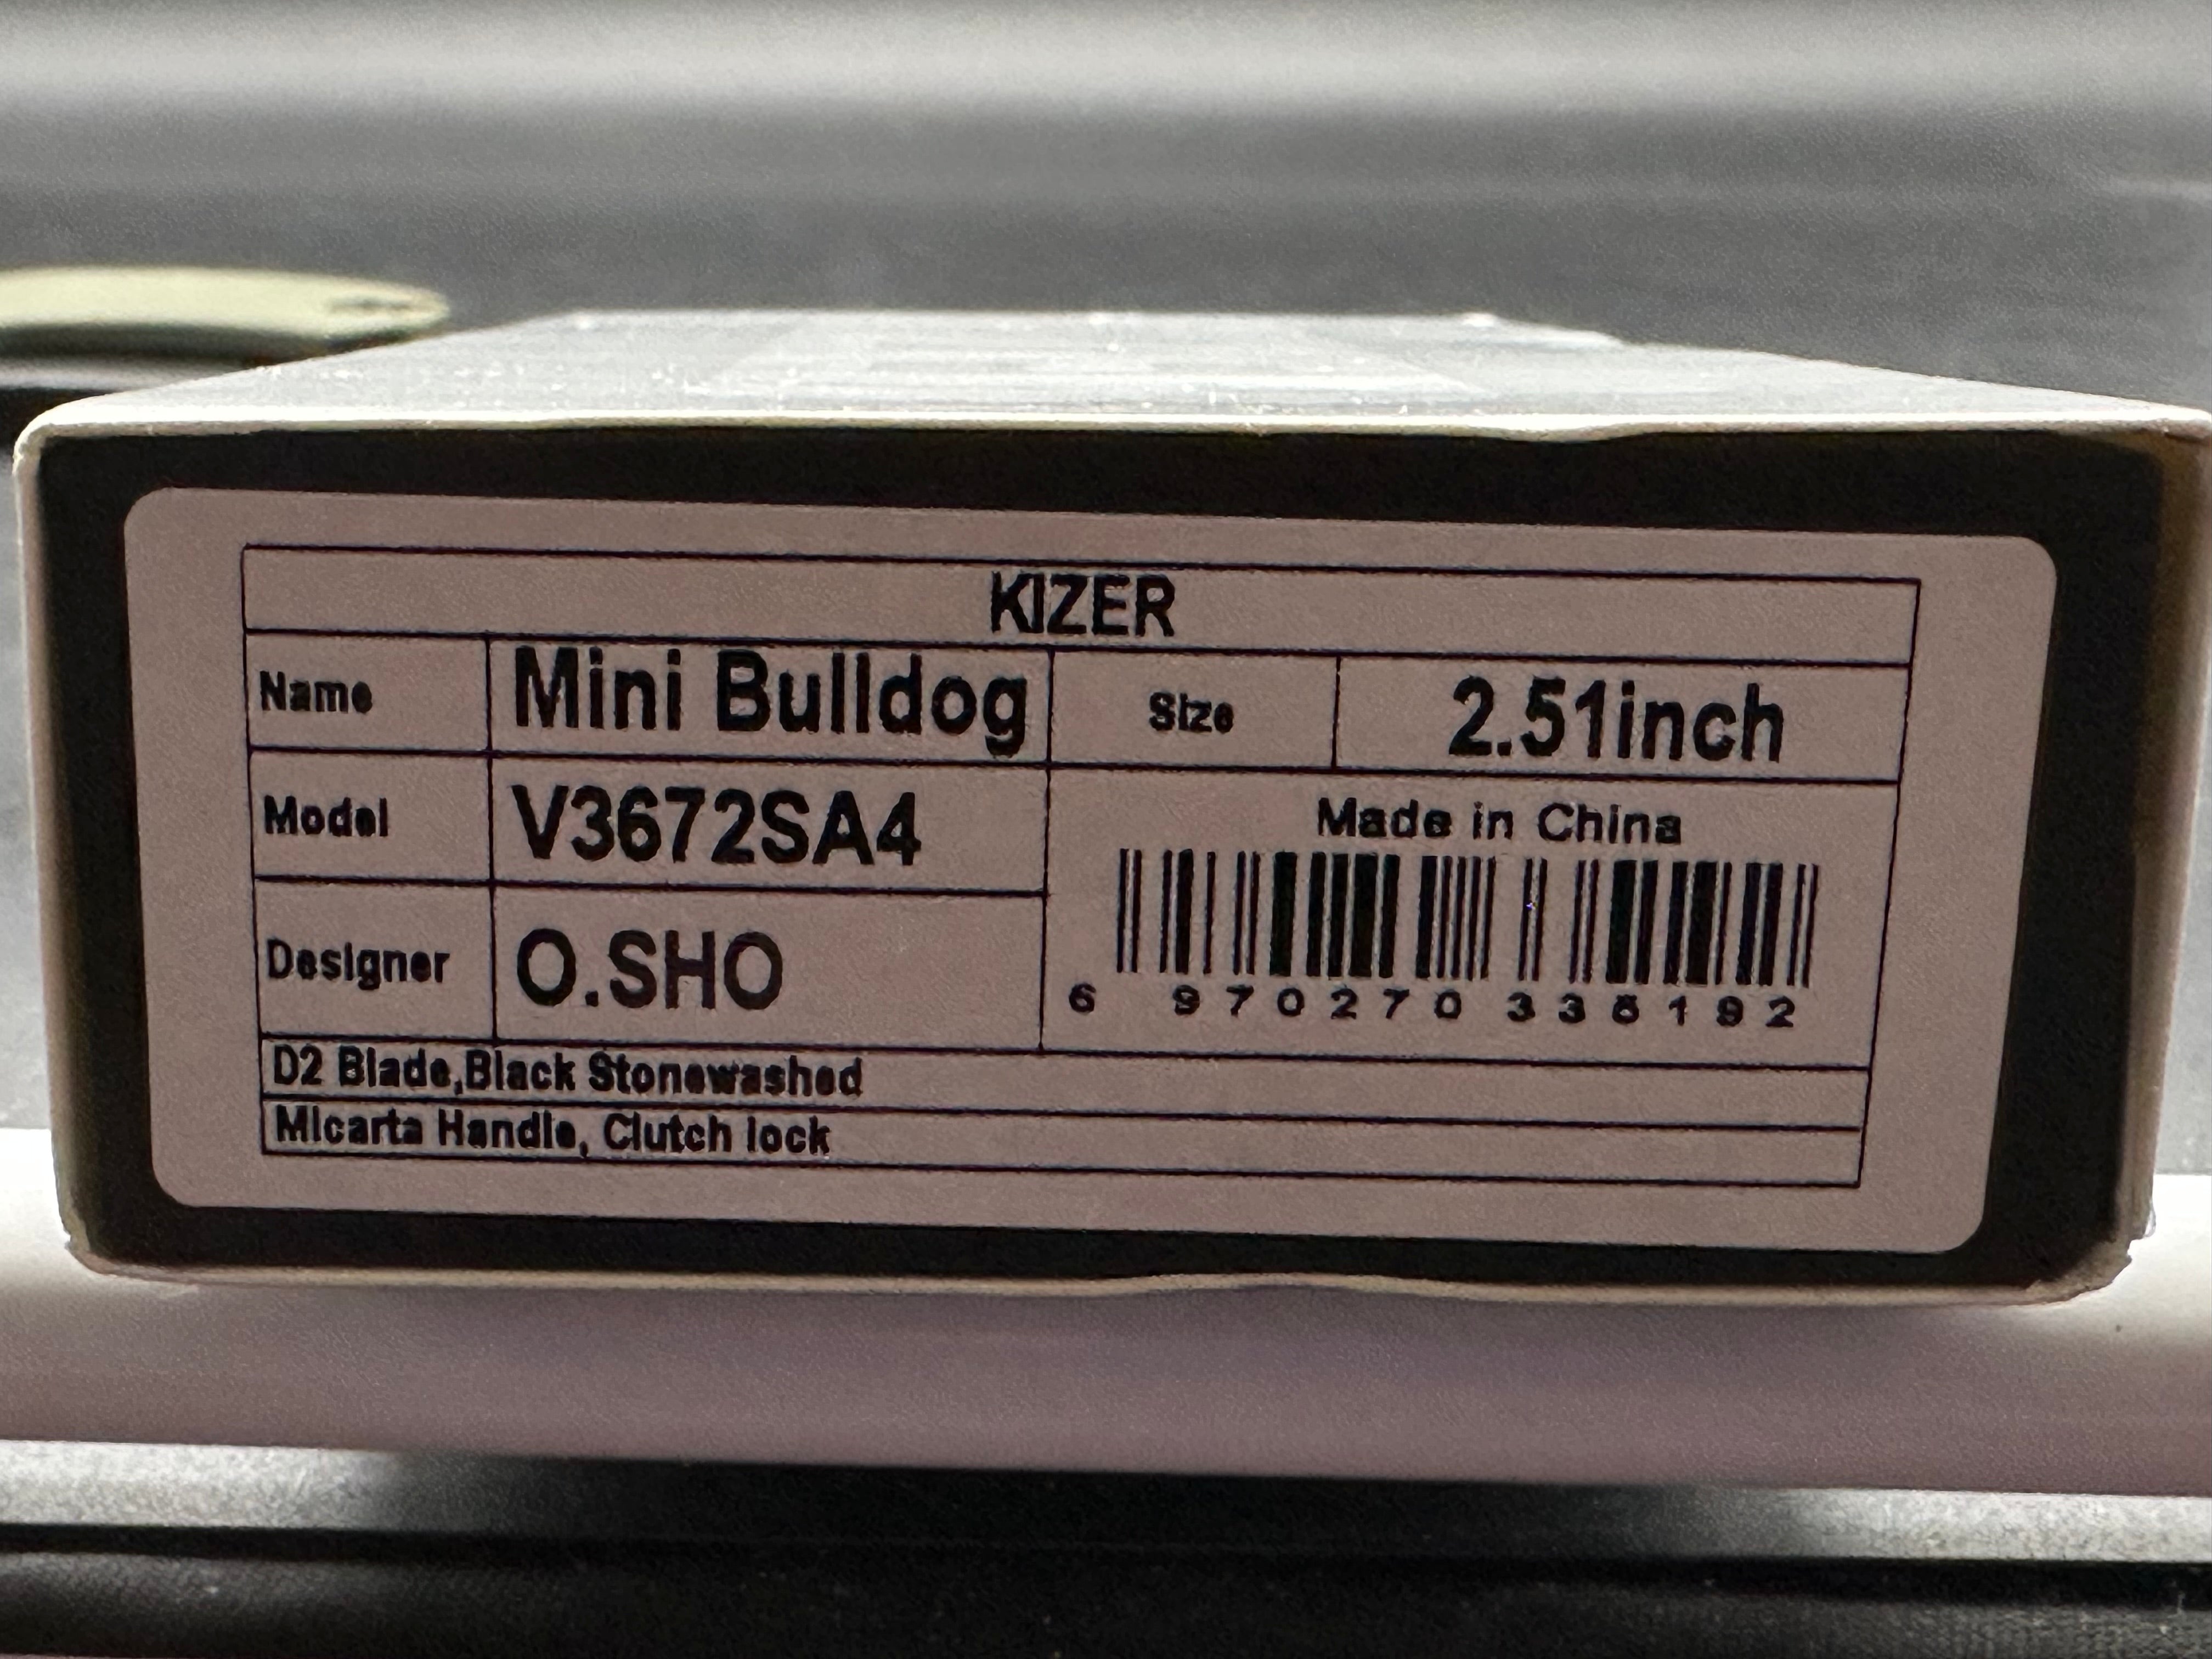 KIZER
Name Mini Bulldog Size 2.51inch
Model V3672SA4
Made in China
Designer O.SHO
6 970270 335192
D2 Blade,Black Stonewashed
Micarta Handle, Clutch lock